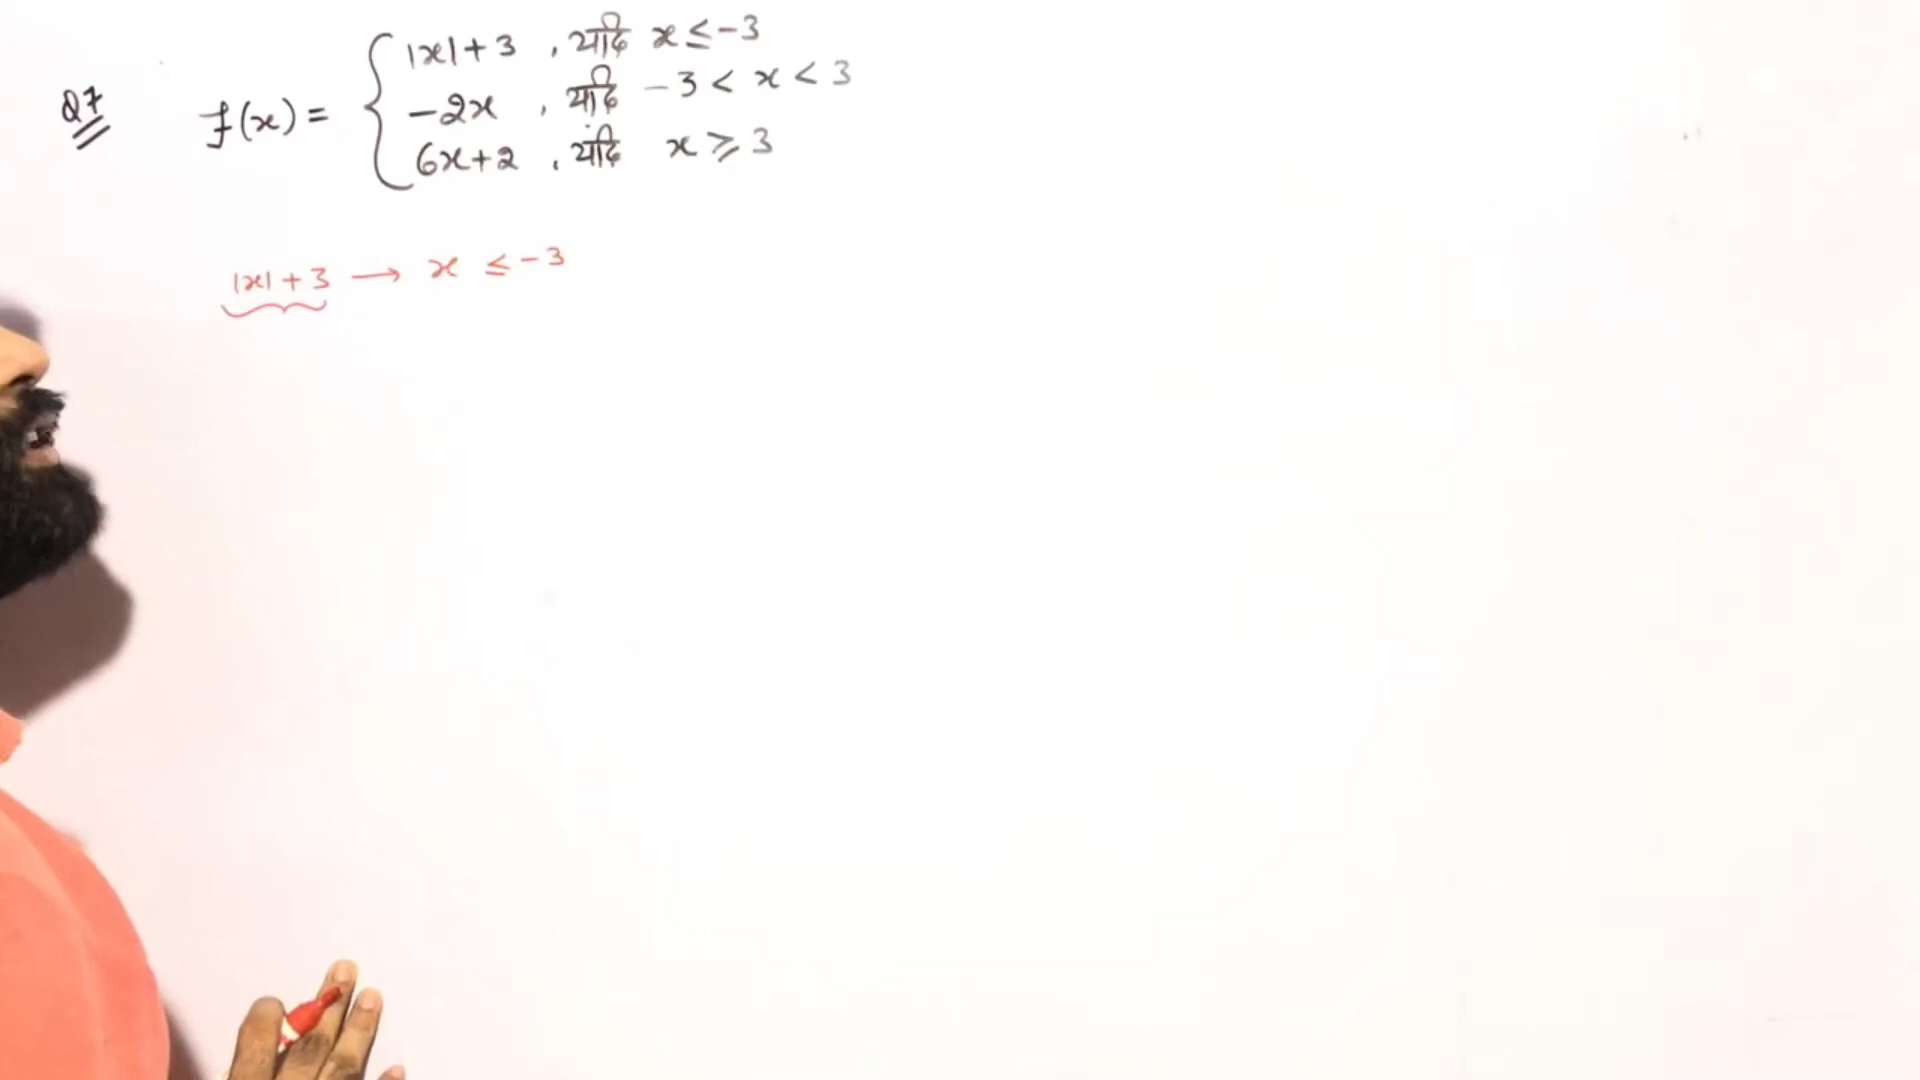 Q7 f(x) = { |x| + 3 , यदि x ≤ -3
-2x , यदि -3 < x < 3
6x+2 , यदि x ≥ 3
|x| + 3 → x ≤ -3